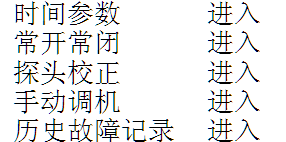 时间参数 进入
常开常闭 进入
探头校正 进入
手动调机 进入
历史故障记录 进入